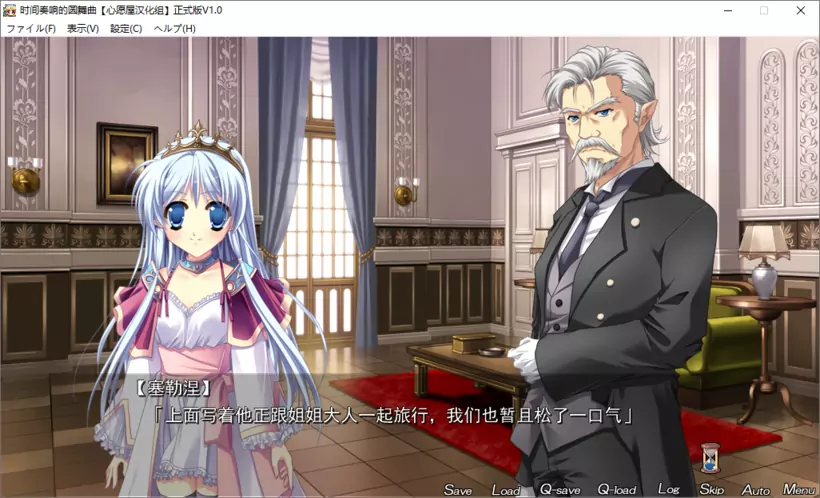 时间奏响的圆舞曲【心愿屋汉化组】正式版V1.0
ファイル(F) 表示(V) 設定(C) ヘルプ(H)
【塞勒涅】
「上面写着他正跟姐姐大人一起旅行，我们也暂且松了一口气」
Save Load Q-save Q-load Log Skip Auto Menu